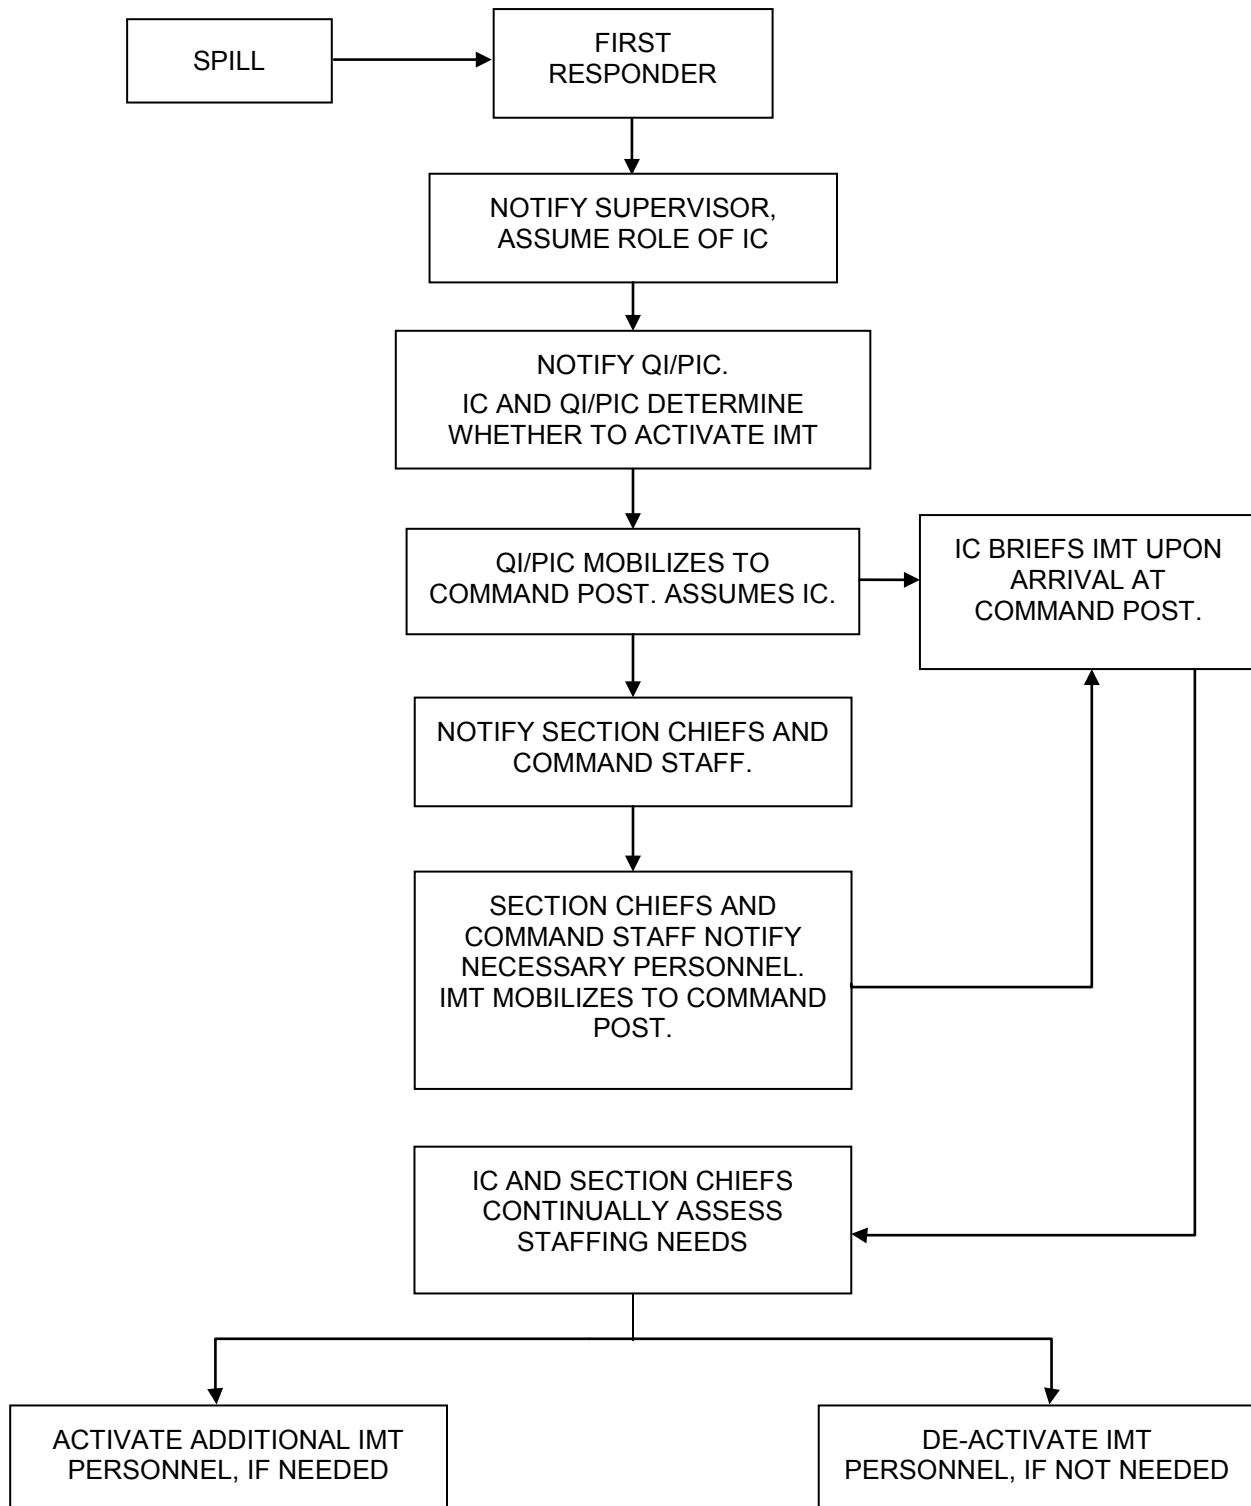 SPILL
FIRST
RESPONDER
NOTIFY SUPERVISOR,
ASSUME ROLE OF IC
NOTIFY QI/PIC.
IC AND QI/PIC DETERMINE
WHETHER TO ACTIVATE IMT
QI/PIC MOBILIZES TO
COMMAND POST. ASSUMES IC.
IC BRIEFS IMT UPON
ARRIVAL AT
COMMAND POST.
NOTIFY SECTION CHIEFS AND
COMMAND STAFF.
SECTION CHIEFS AND
COMMAND STAFF NOTIFY
NECESSARY PERSONNEL.
IMT MOBILIZES TO COMMAND
POST.
IC AND SECTION CHIEFS
CONTINUALLY ASSESS
STAFFING NEEDS
ACTIVATE ADDITIONAL IMT
PERSONNEL, IF NEEDED
DE-ACTIVATE IMT
PERSONNEL, IF NOT NEEDED